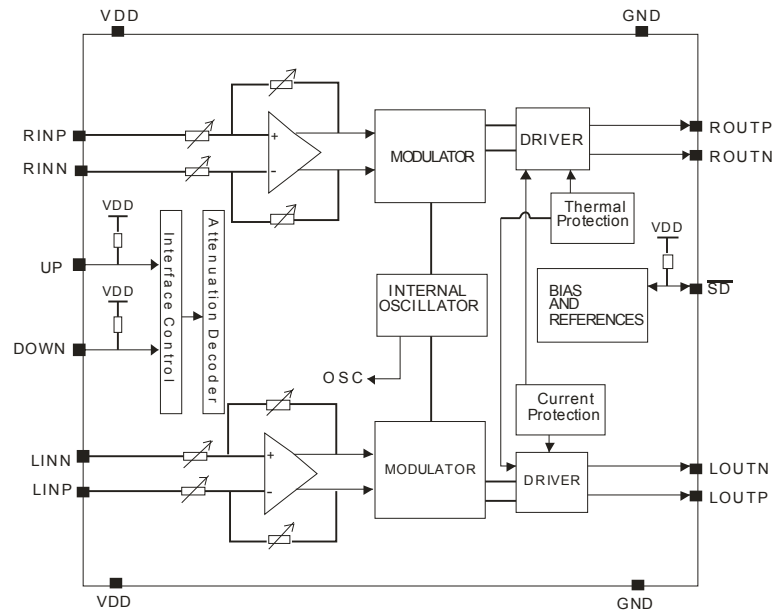 VDD
GND
RINP
RINN
+
-
MODULATOR
DRIVER
ROUTP
ROUTN
Thermal
Protection
VDD
UP
VDD
DOWN
Interface Control
Attenuation Decoder
INTERNAL
OSCILLATOR
OSC
BIAS
AND
REFERENCES
VDD
SD
Current
Protection
LINN
LINP
+
-
MODULATOR
DRIVER
LOUTN
LOUTP
VDD
GND